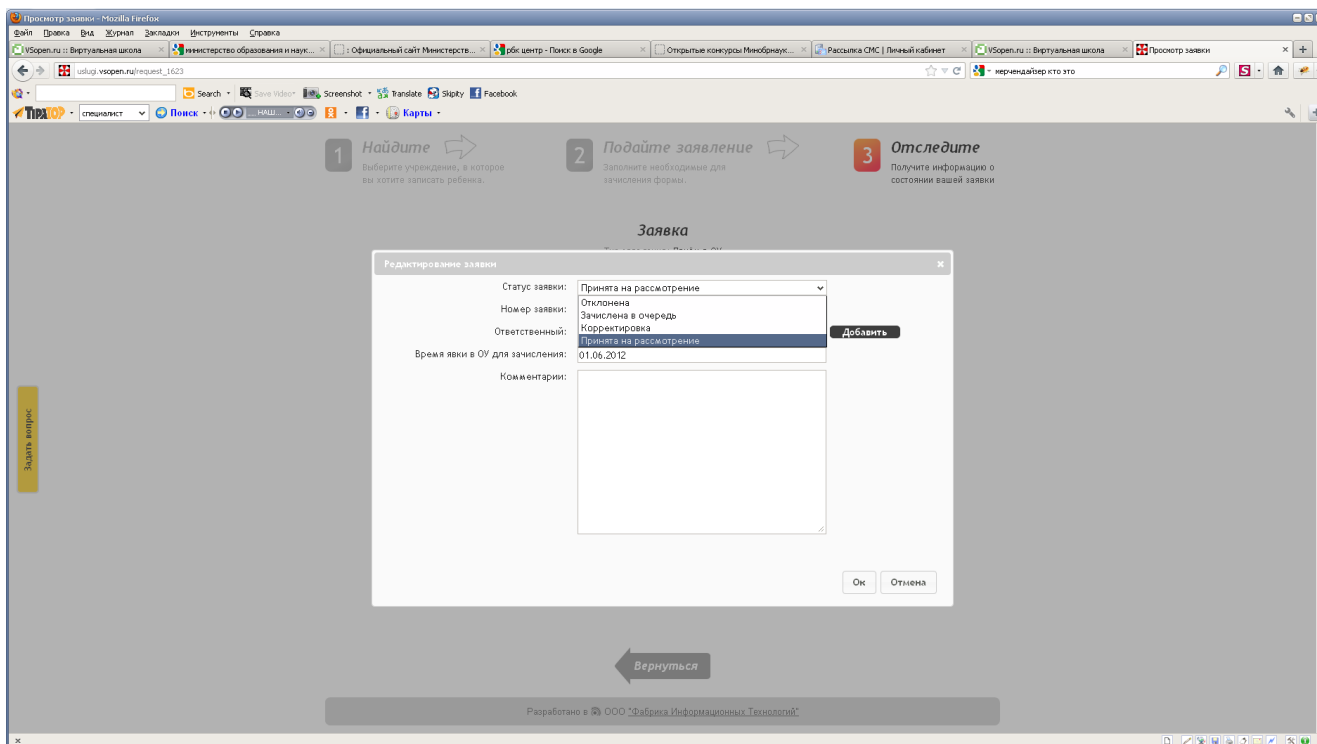 Просмотр заявки - Mozilla Firefox
Файл Правка Вид Журнал Закладки Инструменты Справка
VSopen.ru :: Виртуальная школа
министерство образования и наук...
: Официальный сайт Министерств...
рбк центр - Поиск в Google
Открытые конкурсы Минобрнаук...
Рассылка СМС | Личный кабинет
VSopen.ru :: Виртуальная школа
Просмотр заявки
uslugi.vsopen.ru/request_1623
мерчендайзер кто это
Search Save Video Screenshot Translate Skipity Facebook
специалист Поиск НАШ... Карты
1 Найдите
Выберите учреждение, в которое
вы хотите записать ребенка.
2 Подайте заявление
Заполните необходимые для
зачисления формы.
3 Отследите
Получите информацию о
состоянии вашей заявки
Заявка
Редактирование заявки
Статус заявки: Принята на рассмотрение
Отклонена
Номер заявки:
Зачислена в очередь
Корректировка
Ответственный:
Добавить
Принята на рассмотрение
Время явки в ОУ для зачисления: 01.06.2012
Комментарии:
Задать вопрос
Ок Отмена
Вернуться
Разработано в ООО "Фабрика Информационных Технологий"